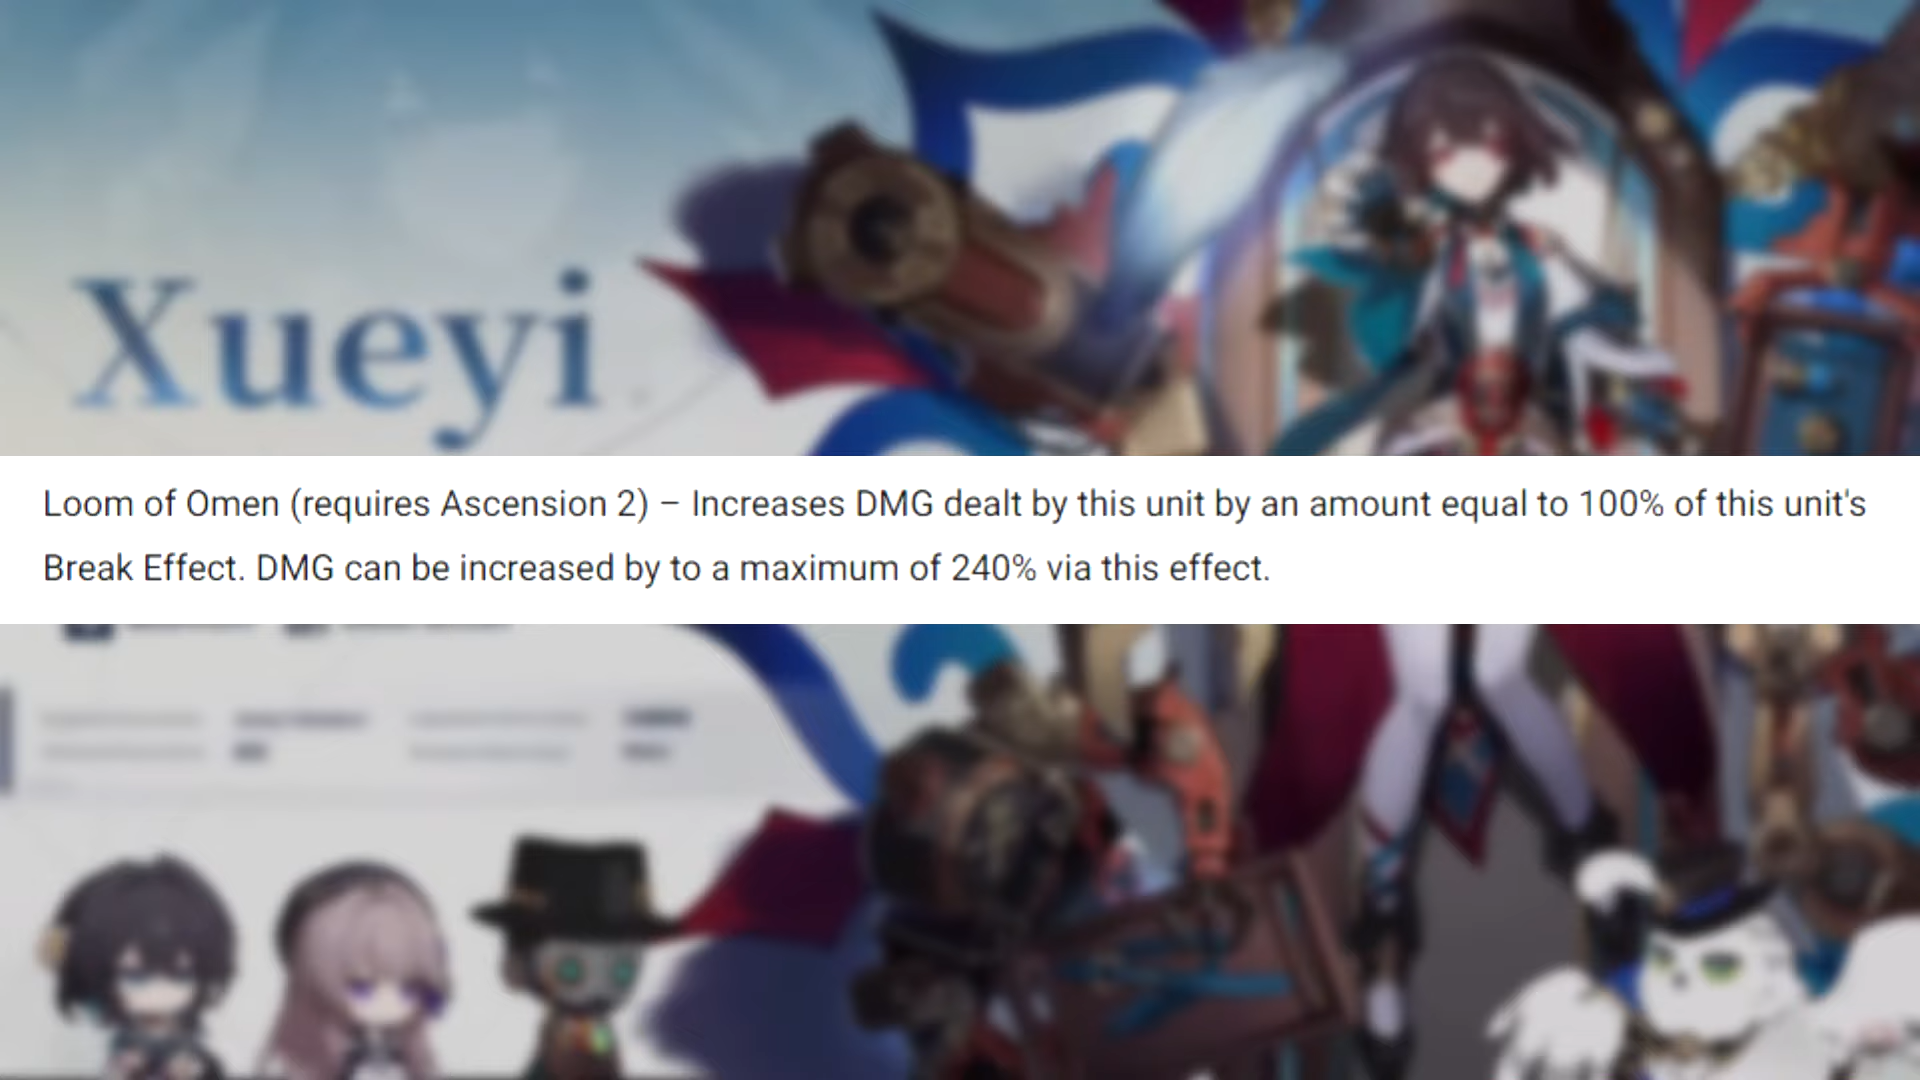 Xueyi
Loom of Omen (requires Ascension 2) – Increases DMG dealt by this unit by an amount equal to 100% of this unit's
Break Effect. DMG can be increased by to a maximum of 240% via this effect.